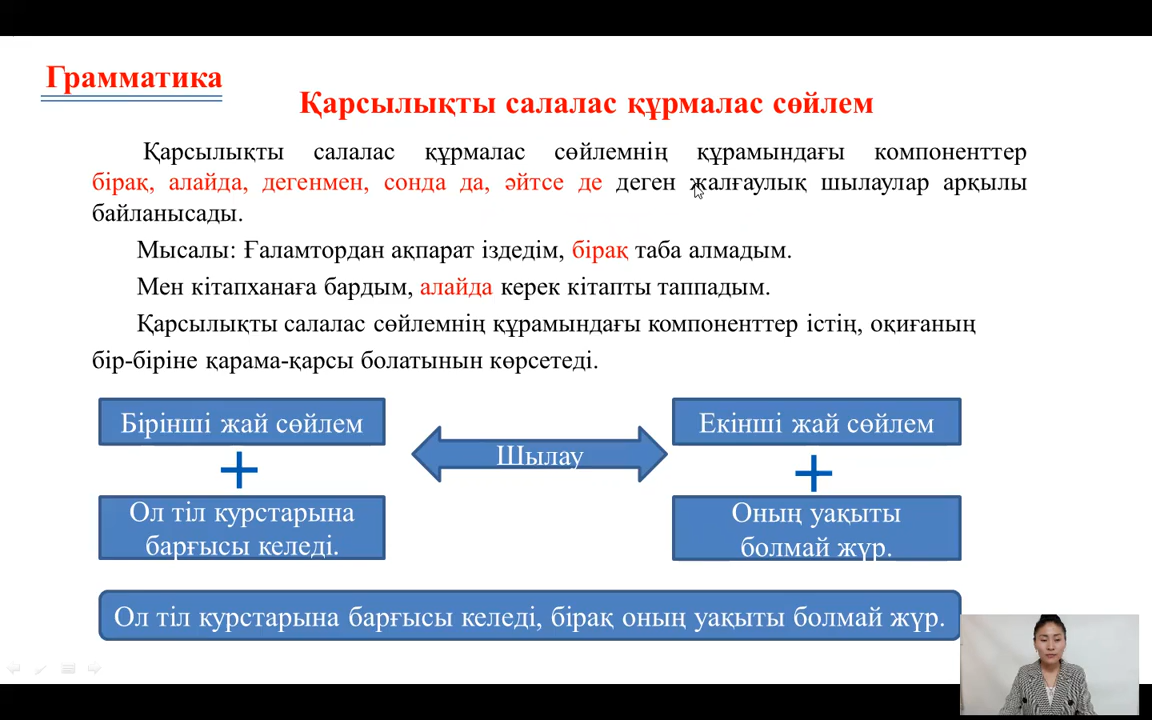 Грамматика
Қарсылықты салалас құрмалас сөйлем
Қарсылықты салалас құрмалас сөйлемнің құрамындағы компоненттер
бірақ, алайда, дегенмен, сонда да, әйтсе де деген жалғаулық шылаулар арқылы
байланысады.
Мысалы: Ғаламтордан ақпарат іздедім, бірақ таба алмадым.
Мен кітапханаға бардым, алайда керек кітапты таппадым.
Қарсылықты салалас сөйлемнің құрамындағы компоненттер істің, оқиғаның
бір-біріне қарама-қарсы болатынын көрсетеді.
Бірінші жай сөйлем
Шылау
Екінші жай сөйлем
+
+
Ол тіл курстарына
барғысы келеді.
Оның уақыты
болмай жүр.
Ол тіл курстарына барғысы келеді, бірақ оның уақыты болмай жүр.